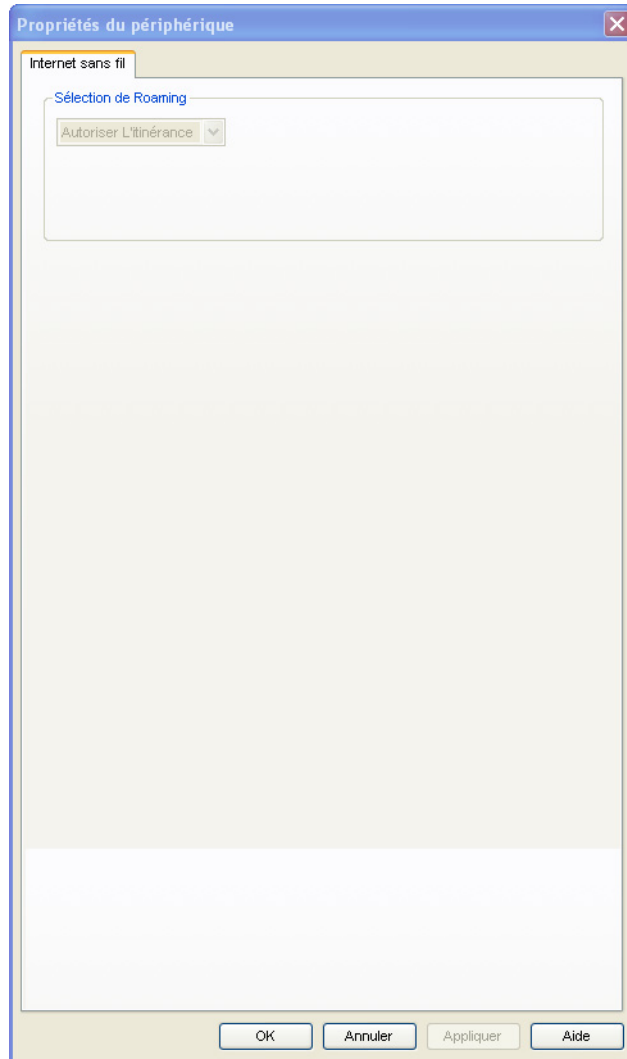 Propriétés du périphérique
Internet sans fil
Sélection de Roaming
Autoriser L'itinérance
OK Annuler Appliquer Aide